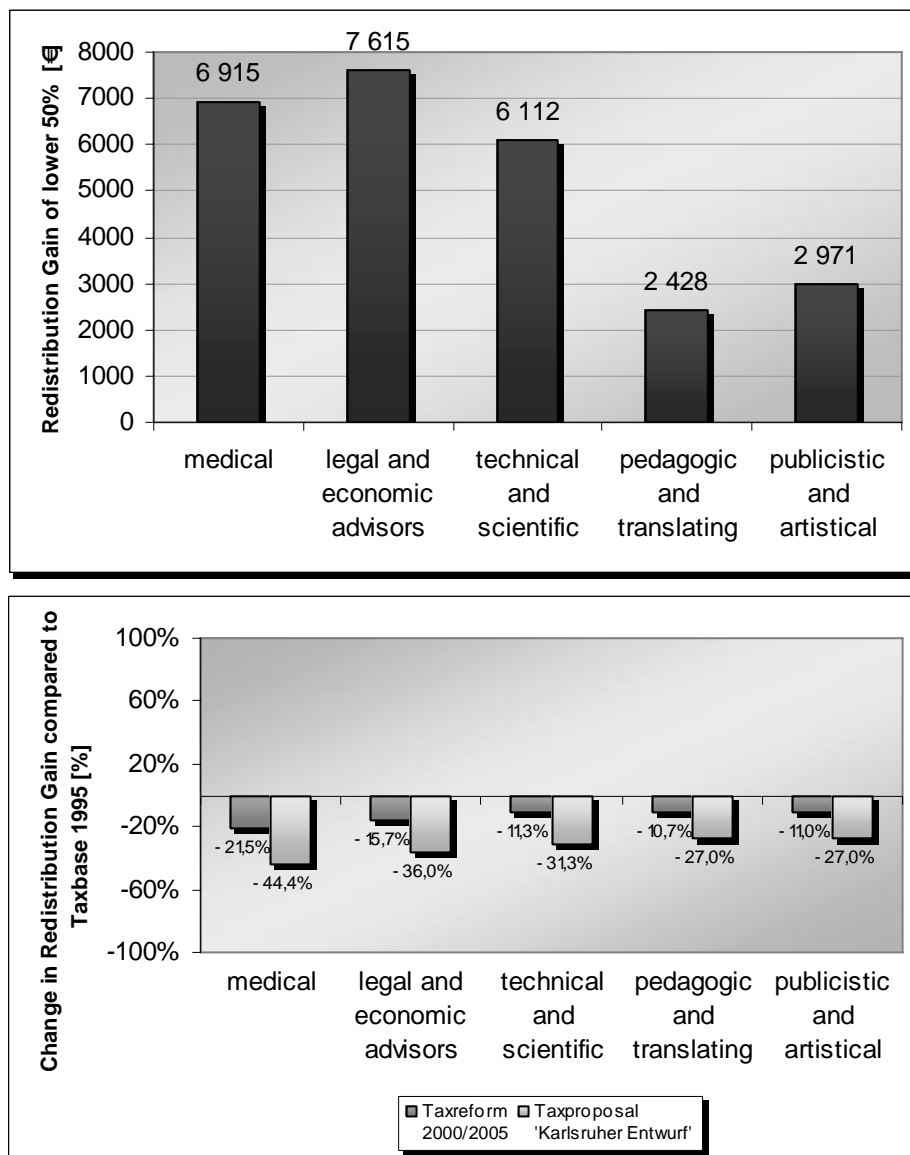 Redistribution Gain of lower 50% [€]
8000
7000
6000
5000
4000
3000
2000
1000
0
6 915
7 615
6 112
2 428
2 971
medical
legal and
economic
advisors
technical
and
scientific
pedagogic
and
translating
publicistic
and
artistical
Change in Redistribution Gain compared to
Taxbase 1995 [%]
100%
60%
20%
-20%
-60%
-100%
- 21,5%
- 44,4%
- 15,7%
- 36,0%
- 11,3%
- 31,3%
- 10,7%
- 27,0%
- 11,0%
- 27,0%
medical
legal and
economic
advisors
technical
and
scientific
pedagogic
and
translating
publicistic
and
artistical
Taxreform
2000/2005
Taxproposal
'Karlsruher Entwurf'